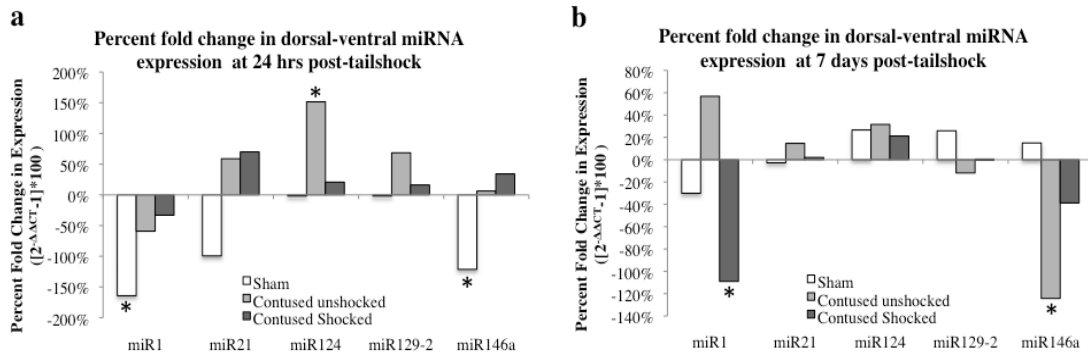 a
Percent fold change in dorsal-ventral miRNA
expression at 24 hrs post-tailshock
Percent Fold Change in Expression
([2^-ΔΔCT-1]*100 )
200%
150%
100%
50%
0%
-50%
-100%
-150%
-200%
*
*
*
Sham
Contused unshocked
Contused Shocked
miR1 miR21 miR124 miR129-2 miR146a
b
Percent fold change in dorsal-ventral miRNA
expression at 7 days post-tailshock
Percent Fold Change in Expression
([2^-ΔΔCT-1]*100 )
80%
60%
40%
20%
0%
-20%
-40%
-60%
-80%
-100%
-120%
-140%
*
*
Sham
Contused unshocked
Contused Shocked
miR1 miR21 miR124 miR129-2 miR146a